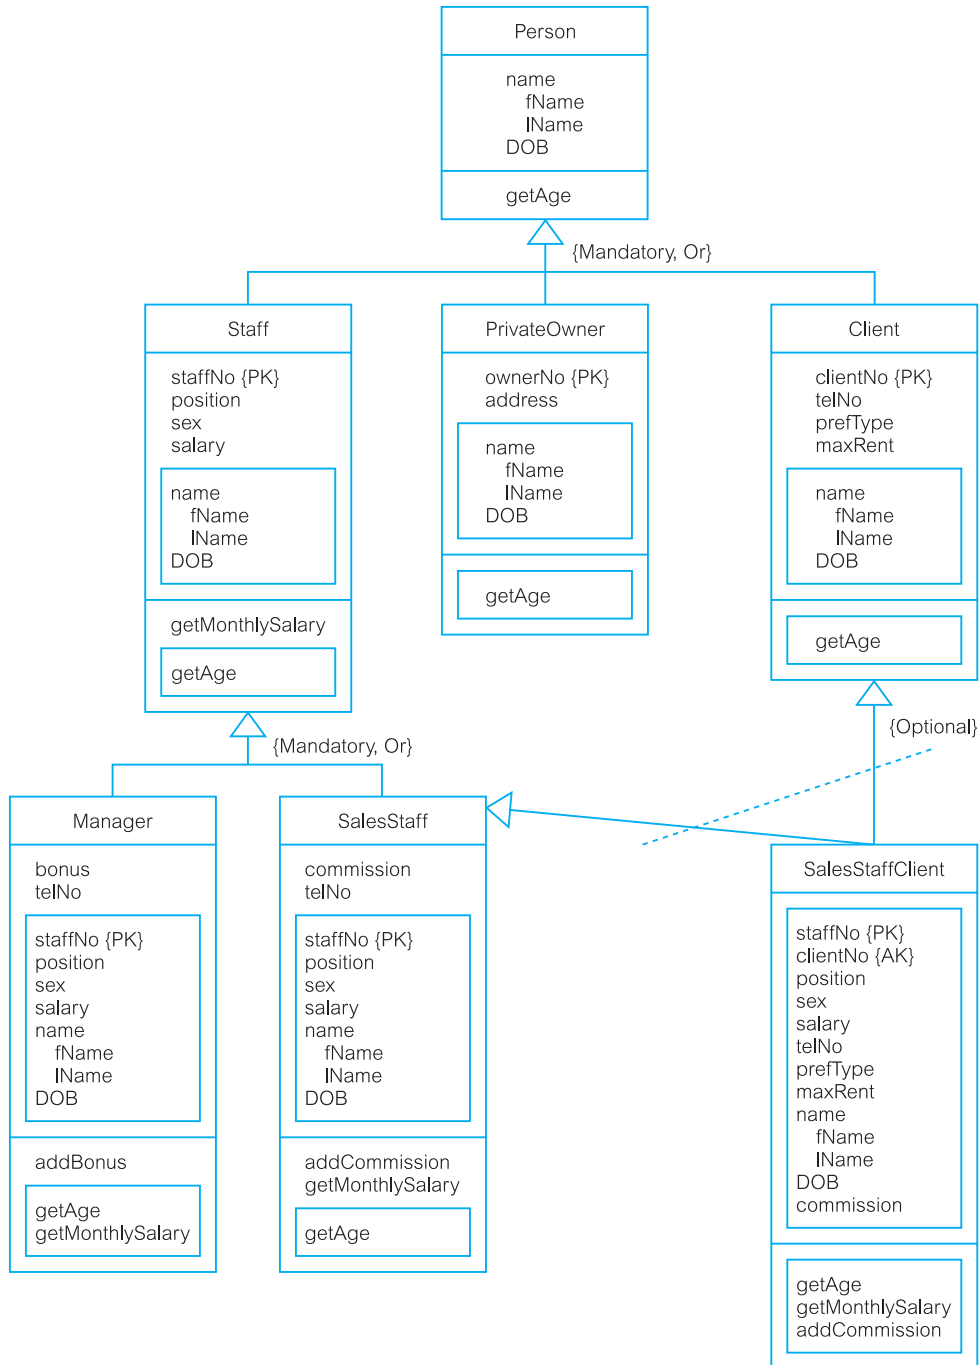 Person
name
fName
lName
DOB
getAge
{Mandatory, Or}
Staff
staffNo {PK}
position
sex
salary
name
fName
lName
DOB
getMonthlySalary
getAge
PrivateOwner
ownerNo {PK}
address
name
fName
lName
DOB
getAge
Client
clientNo {PK}
telNo
prefType
maxRent
name
fName
lName
DOB
getAge
{Mandatory, Or}
{Optional}
Manager
bonus
telNo
staffNo {PK}
position
sex
salary
name
fName
lName
DOB
addBonus
getAge
getMonthlySalary
SalesStaff
commission
telNo
staffNo {PK}
position
sex
salary
name
fName
lName
DOB
addCommission
getMonthlySalary
getAge
SalesStaffClient
staffNo {PK}
clientNo {AK}
position
sex
salary
telNo
prefType
maxRent
name
fName
lName
DOB
commission
getAge
getMonthlySalary
addCommission